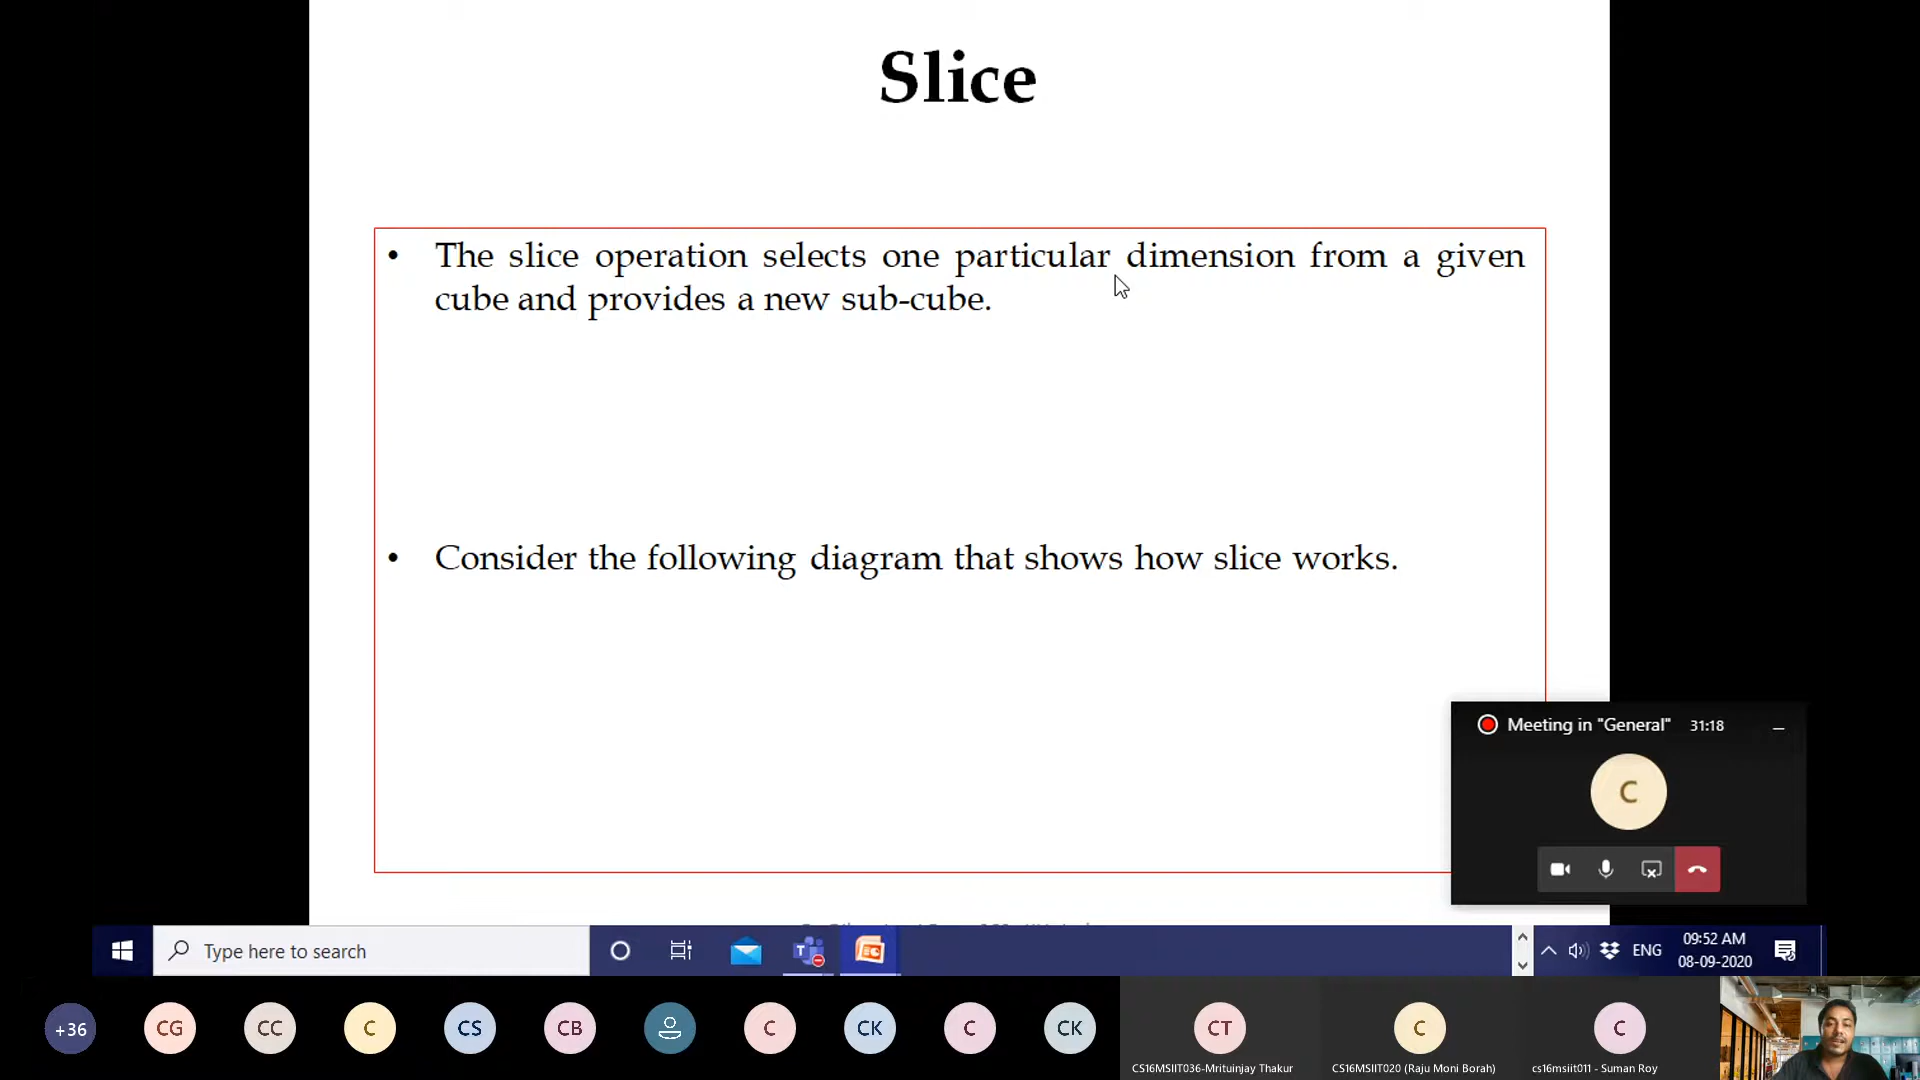 Slice
• The slice operation selects one particular dimension from a given
cube and provides a new sub-cube.
• Consider the following diagram that shows how slice works.
Meeting in "General" 31:18
C
Type here to search
ENG
09:52 AM
08-09-2020
+36
CG
CC
C
CS
CB
C
CK
C
CK
CT
C
C
CS16MSIIT036-Mrituinjay Thakur
CS16MSIIT020 (Raju Moni Borah)
cs16msiit011 - Suman Roy